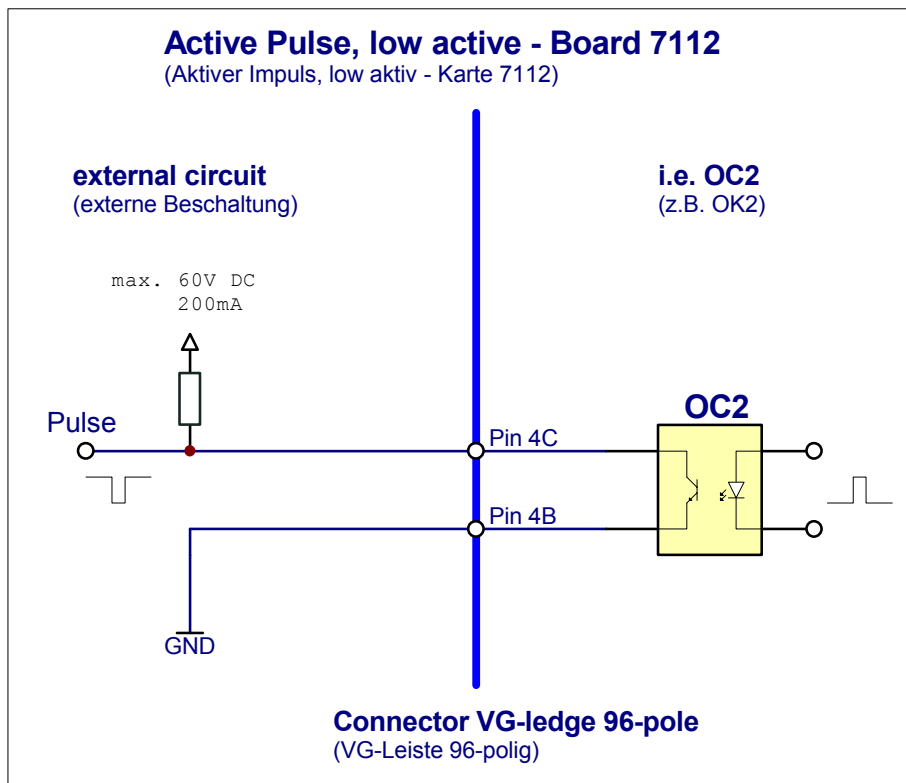 Active Pulse, low active - Board 7112
(Aktiver Impuls, low aktiv - Karte 7112)
external circuit
(externe Beschaltung)
i.e. OC2
(z.B. OK2)
max. 60V DC
200mA
Pulse
OC2
Pin 4C
Pin 4B
GND
Connector VG-ledge 96-pole
(VG-Leiste 96-polig)